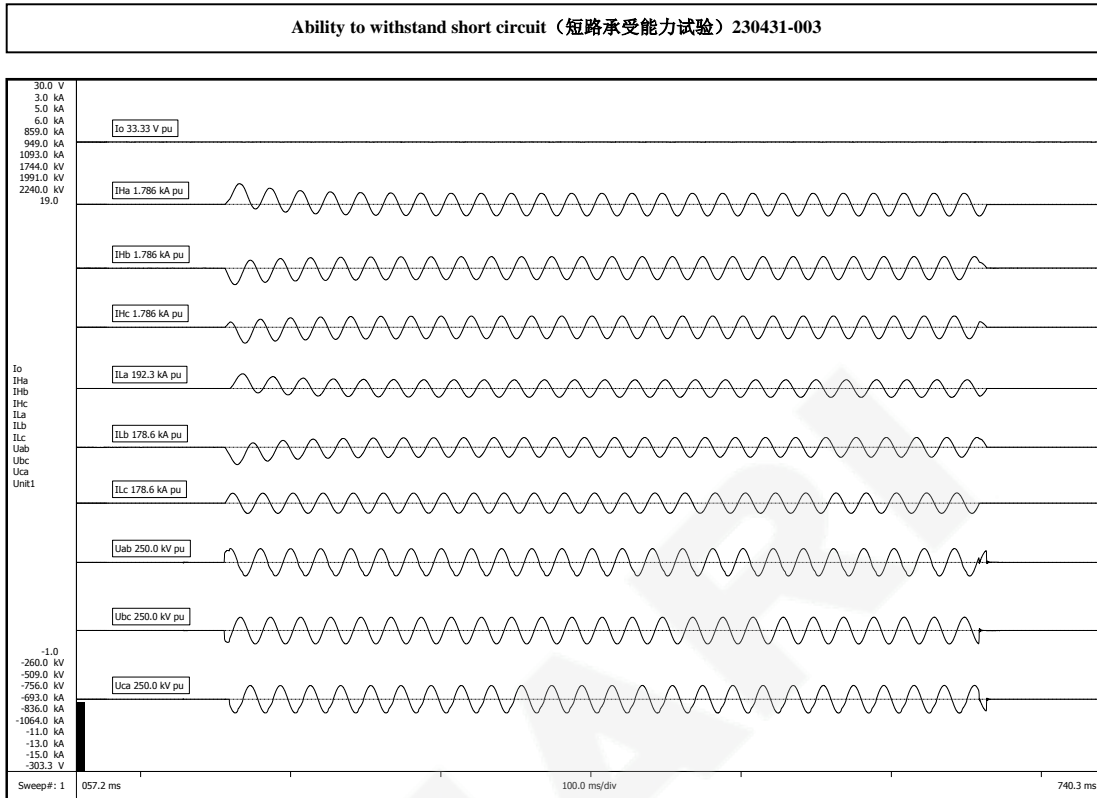 Ability to withstand short circuit（短路承受能力试验）230431-003
30.0 V
3.0 kA
5.0 kA
6.0 kA
859.0 kA
949.0 kA
1093.0 kA
1744.0 kV
1991.0 kV
2240.0 kV
19.0
Io 33.33 V pu
IHa 1.786 kA pu
IHb 1.786 kA pu
IHc 1.786 kA pu
ILa 192.3 kA pu
ILb 178.6 kA pu
ILc 178.6 kA pu
Uab 250.0 kV pu
Ubc 250.0 kV pu
Uca 250.0 kV pu
Io
IHa
IHb
IHc
ILa
ILb
ILc
Uab
Ubc
Uca
Unit1
-1.0
-260.0 kV
-509.0 kV
-756.0 kV
-693.0 kA
-836.0 kA
-1064.0 kA
-11.0 kA
-13.0 kA
-15.0 kA
-303.3 V
Sweep#: 1 057.2 ms 100.0 ms/div 740.3 ms